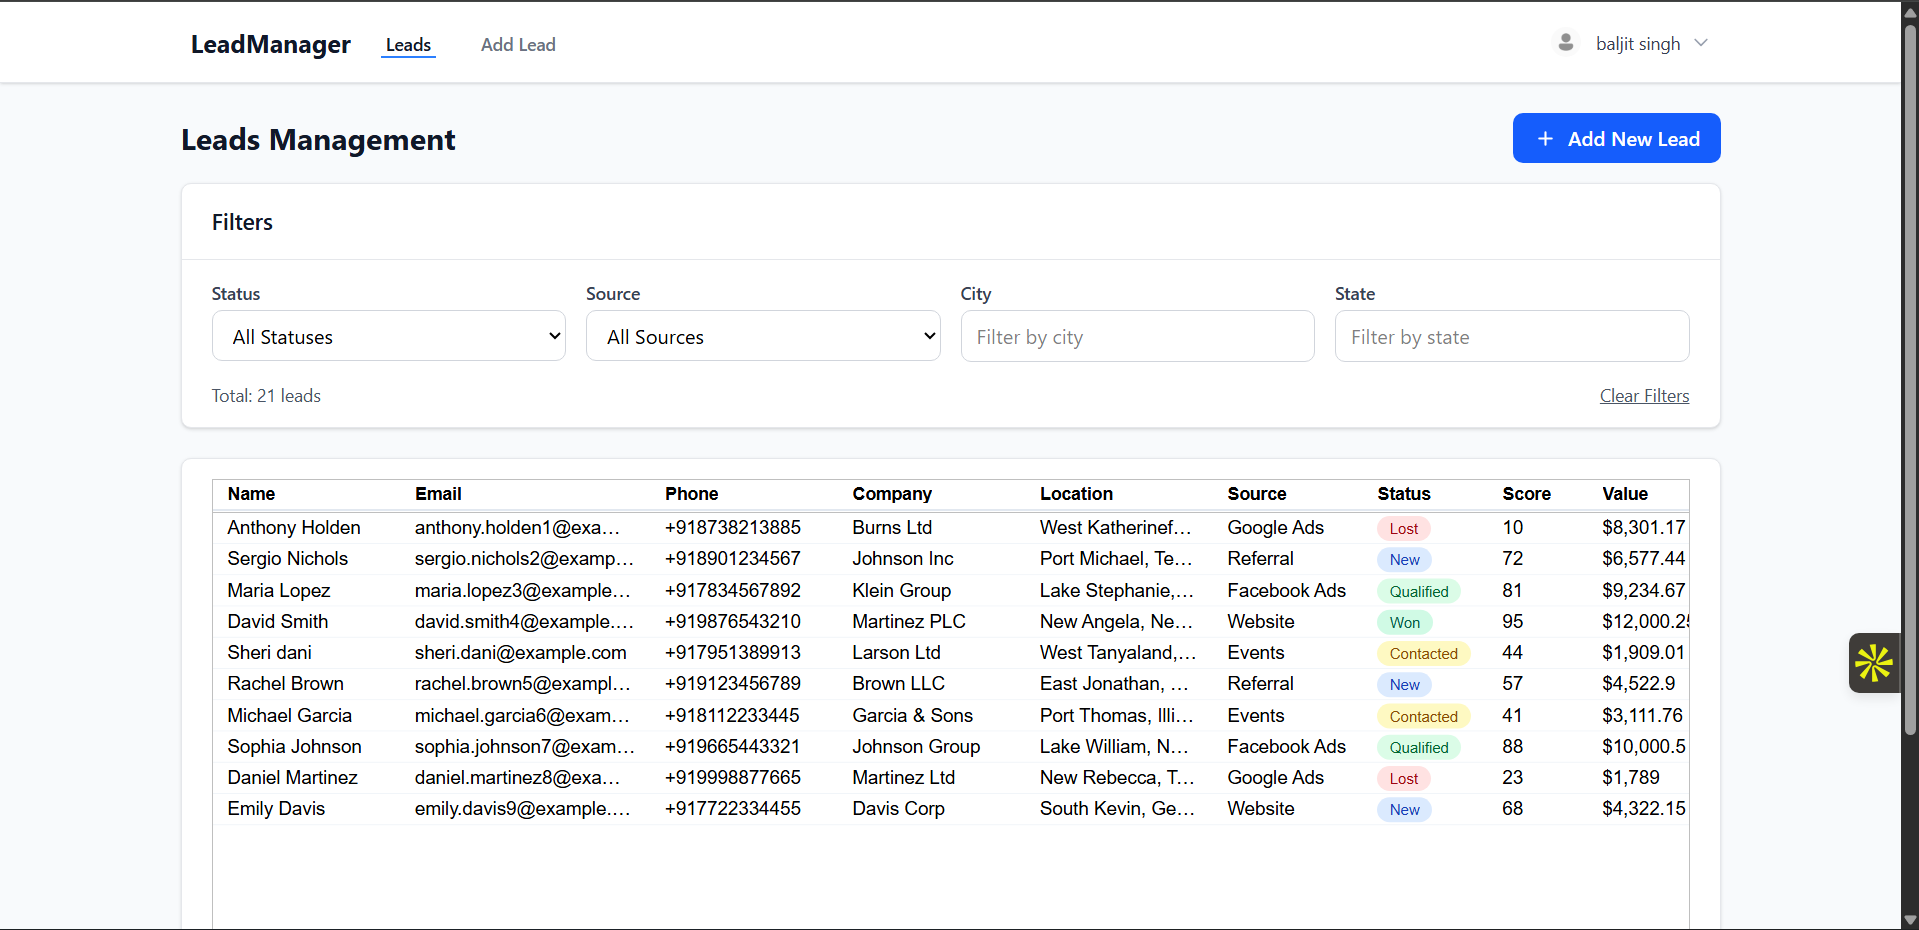 LeadManager Leads Add Lead baljit singh
Leads Management + Add New Lead
Filters
Status Source City State
All Statuses All Sources Filter by city Filter by state
Total: 21 leads Clear Filters
Name Email Phone Company Location Source Status Score Value
Anthony Holden anthony.holden1@exa... +918738213885 Burns Ltd West Katherinef... Google Ads Lost 10 $8,301.17
Sergio Nichols sergio.nichols2@examp... +918901234567 Johnson Inc Port Michael, Te... Referral New 72 $6,577.44
Maria Lopez maria.lopez3@example... +917834567892 Klein Group Lake Stephanie,... Facebook Ads Qualified 81 $9,234.67
David Smith david.smith4@example.... +919876543210 Martinez PLC New Angela, Ne... Website Won 95 $12,000.25
Sheri dani sheri.dani@example.com +917951389913 Larson Ltd West Tanyaland,... Events Contacted 44 $1,909.01
Rachel Brown rachel.brown5@exampl... +919123456789 Brown LLC East Jonathan, ... Referral New 57 $4,522.9
Michael Garcia michael.garcia6@exam... +918112233445 Garcia & Sons Port Thomas, Illi... Events Contacted 41 $3,111.76
Sophia Johnson sophia.johnson7@exam... +919665443321 Johnson Group Lake William, N... Facebook Ads Qualified 88 $10,000.5
Daniel Martinez daniel.martinez8@exa... +919998877665 Martinez Ltd New Rebecca, T... Google Ads Lost 23 $1,789
Emily Davis emily.davis9@example.... +917722334455 Davis Corp South Kevin, Ge... Website New 68 $4,322.15